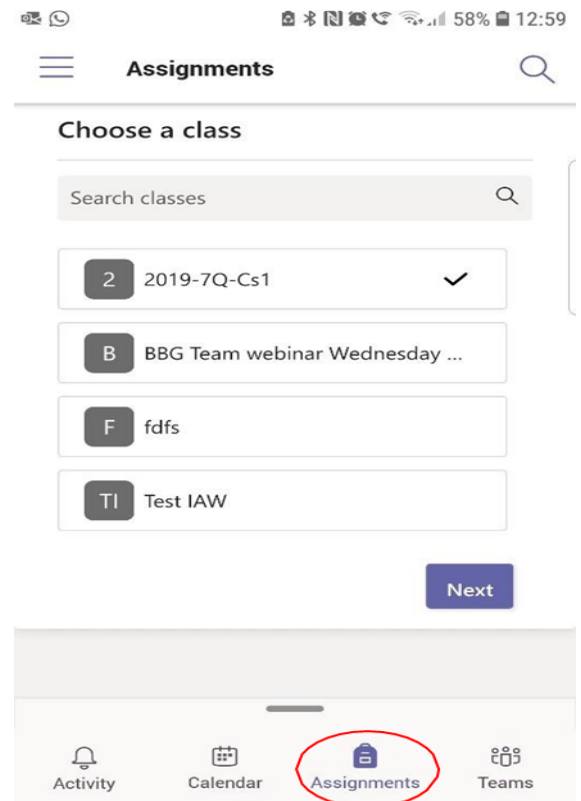 58% 12:59
Assignments
Choose a class
Search classes
2 2019-7Q-Cs1
B BBG Team webinar Wednesday ...
F fdfs
TI Test IAW
Next
Activity Calendar Assignments Teams